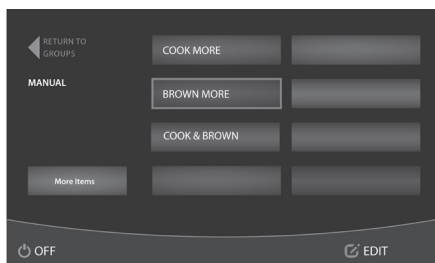 RETURN TO
GROUPS
MANUAL
COOK MORE
BROWN MORE
COOK & BROWN
More Items
OFF
EDIT